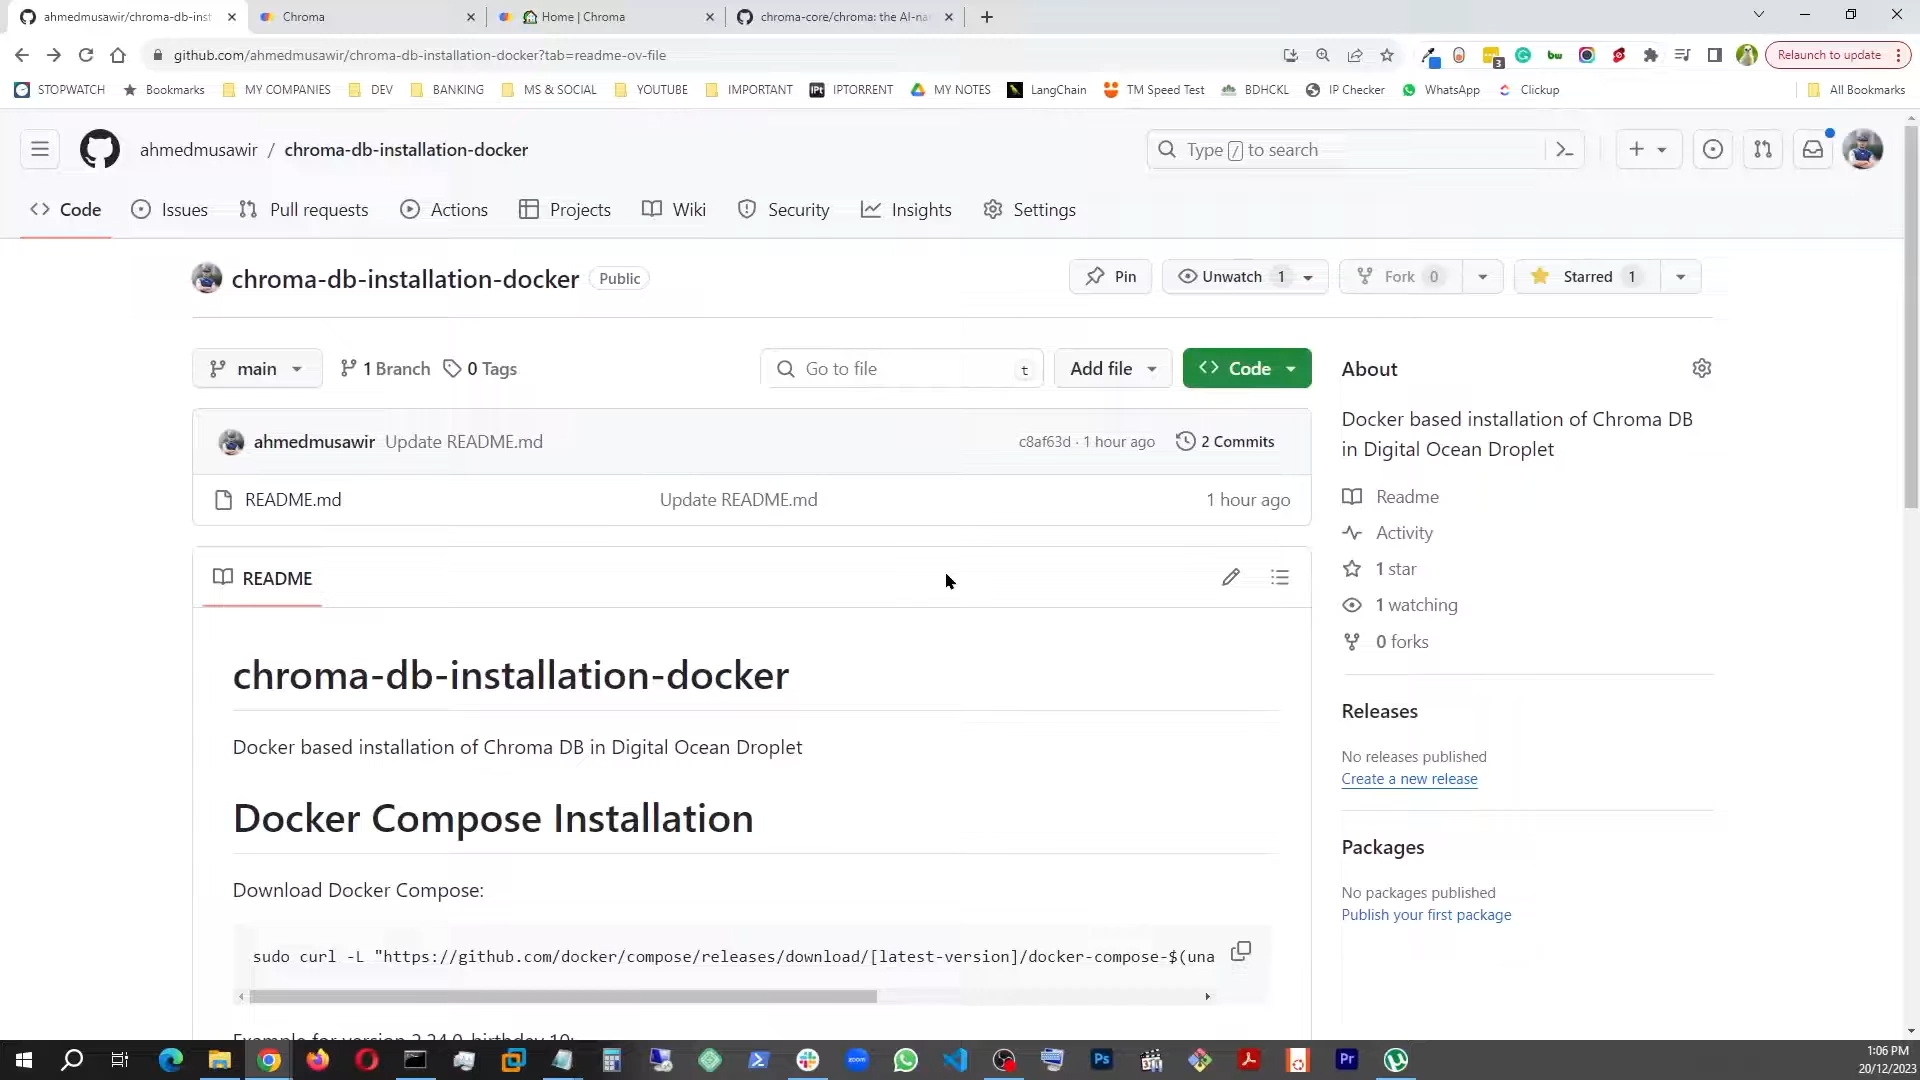 ahmedmusawir/chroma-db-inst
Chroma
Home | Chroma
chroma-core/chroma: the AI-na
github.com/ahmedmusawir/chroma-db-installation-docker?tab=readme-ov-file
3
bw
Relaunch to update
STOPWATCH
Bookmarks
MY COMPANIES
DEV
BANKING
MS & SOCIAL
YOUTUBE
IMPORTANT
IPt
IPTORRENT
MY NOTES
LangChain
TM Speed Test
BDHCKL
IP Checker
WhatsApp
Clickup
All Bookmarks
ahmedmusawir / chroma-db-installation-docker
Type / to search
Code
Issues
Pull requests
Actions
Projects
Wiki
Security
Insights
Settings
chroma-db-installation-docker
Public
Pin
Unwatch 1
Fork 0
Starred 1
main
1 Branch
0 Tags
Go to file
t
Add file
Code
ahmedmusawir Update README.md
c8af63d · 1 hour ago
2 Commits
README.md
Update README.md
1 hour ago
README
chroma-db-installation-docker
Docker based installation of Chroma DB in Digital Ocean Droplet
Docker Compose Installation
Download Docker Compose:
sudo curl -L "https://github.com/docker/compose/releases/download/[latest-version]/docker-compose-$(una
About
Docker based installation of Chroma DB
in Digital Ocean Droplet
Readme
Activity
1 star
1 watching
0 forks
Releases
No releases published
Create a new release
Packages
No packages published
Publish your first package
zoom
Ps
Pr
1:06 PM
20/12/2023